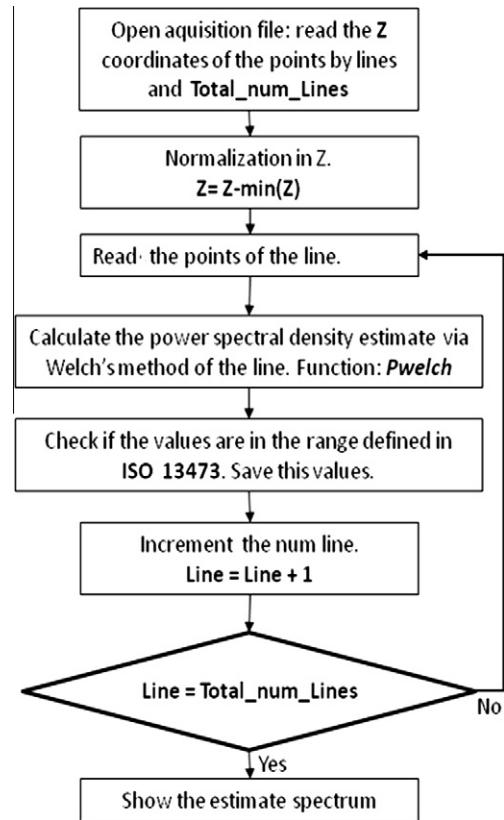 Open aquisition file: read the Z
coordinates of the points by lines
and Total_num_Lines
Normalization in Z.
Z= Z-min(Z)
Read· the points of the line.
Calculate the power spectral density estimate via
Welch's method of the line. Function: Pwelch
Check if the values are in the range defined in
ISO 13473. Save this values.
Increment the num line.
Line = Line + 1
Line = Total_num_Lines
No
Yes
Show the estimate spectrum